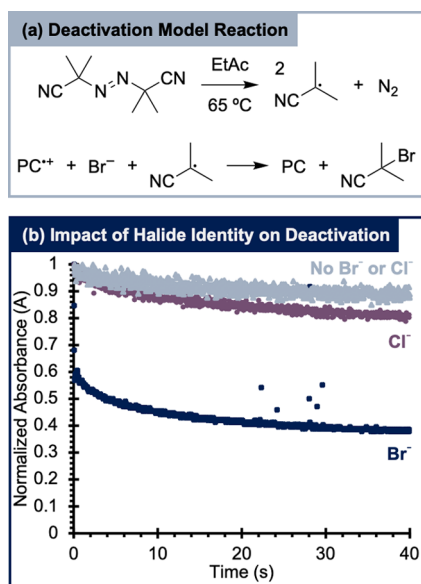 (a) Deactivation Model Reaction
NC N=N CN EtAc 65 ºC 2 NC• + N₂
PC•⁺ + Br⁻ + NC• PC + NC Br
(b) Impact of Halide Identity on Deactivation
Normalized Absorbance (A)
1
0.9
0.8
0.7
0.6
0.5
0.4
0.3
0.2
0.1
0
No Br⁻ or Cl⁻
Cl⁻
Br⁻
0 10 20 30 40
Time (s)